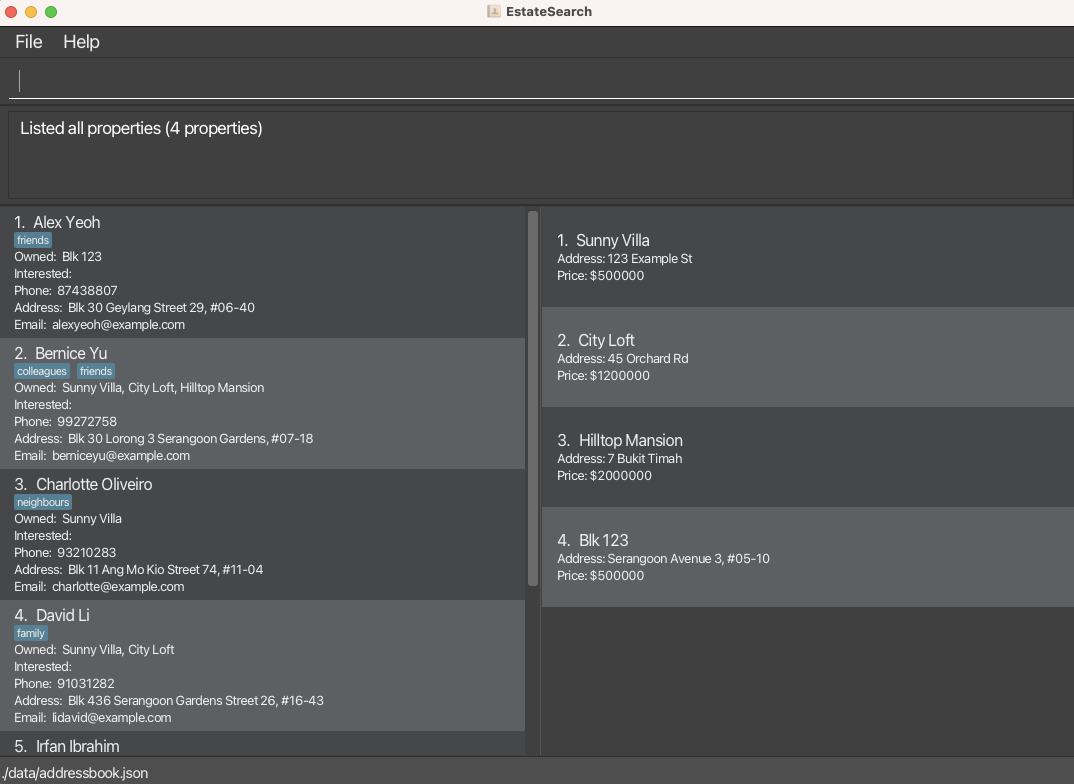 EstateSearch
File Help
Listed all properties (4 properties)
1. Alex Yeoh
friends
Owned: Blk 123
Interested:
Phone: 87438807
Address: Blk 30 Geylang Street 29, #06-40
Email: alexyeoh@example.com
2. Bernice Yu
colleagues friends
Owned: Sunny Villa, City Loft, Hilltop Mansion
Interested:
Phone: 99272758
Address: Blk 30 Lorong 3 Serangoon Gardens, #07-18
Email: berniceyu@example.com
3. Charlotte Oliveiro
neighbours
Owned: Sunny Villa
Interested:
Phone: 93210283
Address: Blk 11 Ang Mo Kio Street 74, #11-04
Email: charlotte@example.com
4. David Li
family
Owned: Sunny Villa, City Loft
Interested:
Phone: 91031282
Address: Blk 436 Serangoon Gardens Street 26, #16-43
Email: lidavid@example.com
5. Irfan Ibrahim
1. Sunny Villa
Address: 123 Example St
Price: $500000
2. City Loft
Address: 45 Orchard Rd
Price: $1200000
3. Hilltop Mansion
Address: 7 Bukit Timah
Price: $2000000
4. Blk 123
Address: Serangoon Avenue 3, #05-10
Price: $500000
./data/addressbook.json